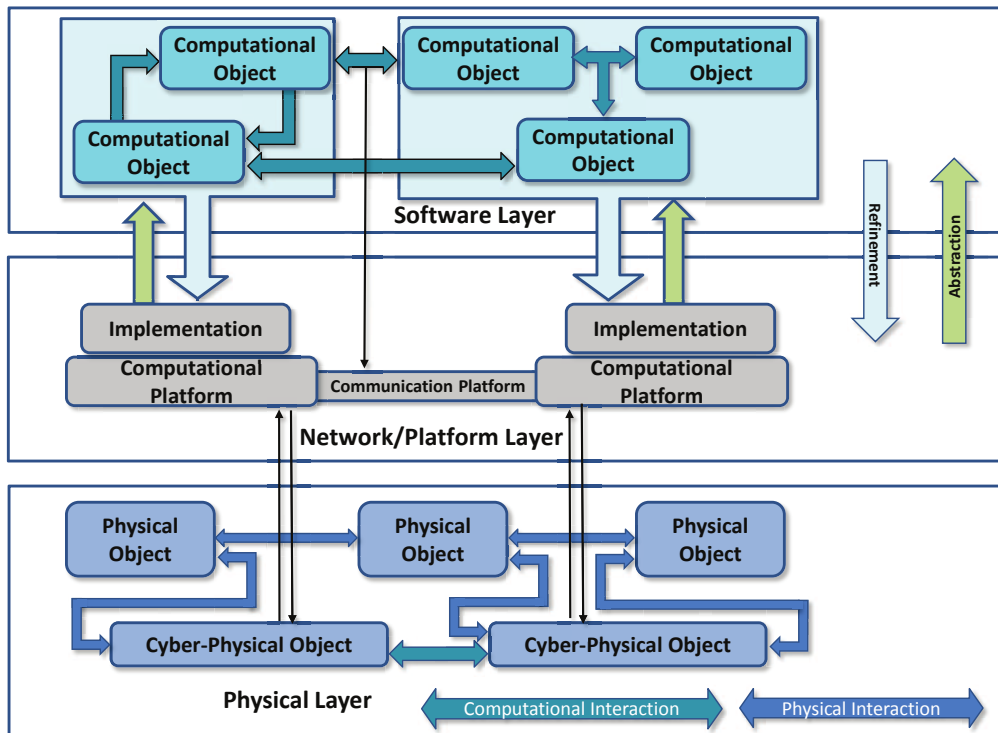 Computational
Object
Computational
Object
Computational
Object
Computational
Object
Computational
Object
Software Layer
Refinement
Abstraction
Implementation
Implementation
Computational
Platform
Communication Platform
Computational
Platform
Network/Platform Layer
Physical
Object
Physical
Object
Physical
Object
Cyber-Physical Object
Cyber-Physical Object
Physical Layer
Computational Interaction
Physical Interaction